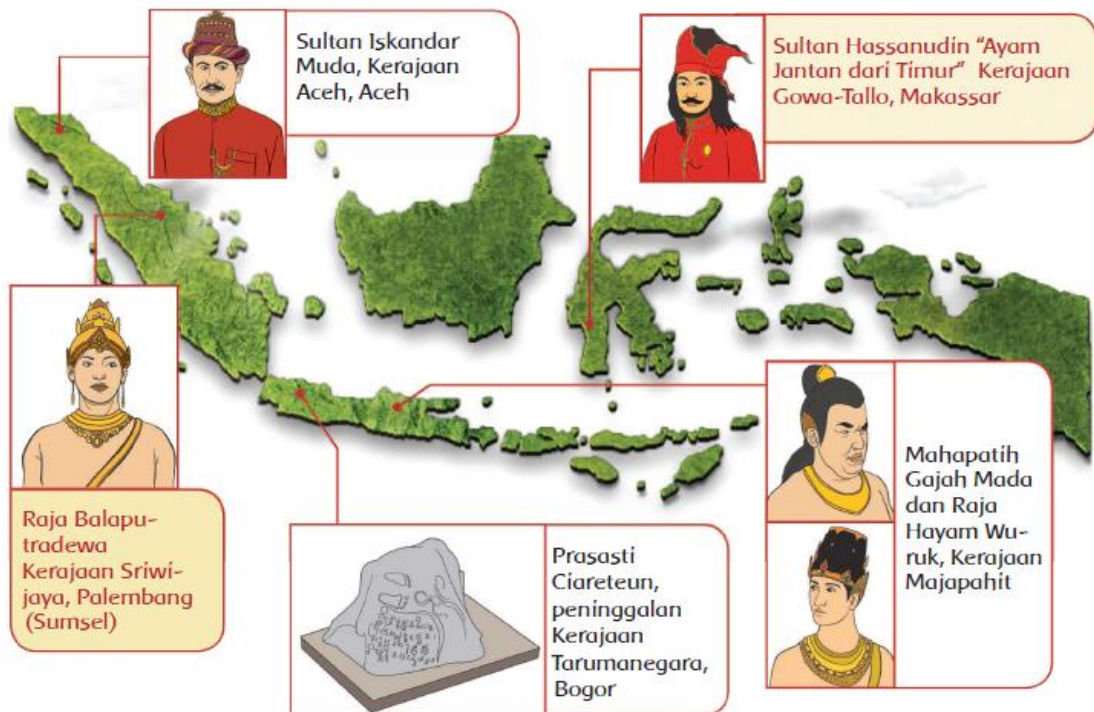 Sultan Iskandar
Muda, Kerajaan
Aceh, Aceh
Sultan Hassanudin “Ayam
Jantan dari Timur” Kerajaan
Gowa-Tallo, Makassar
Raja Balapu-
tradewa
Kerajaan Sriwi-
jaya, Palembang
(Sumsel)
Prasasti
Ciareteun,
peninggalan
Kerajaan
Tarumanegara,
Bogor
Mahapatih
Gajah Mada
dan Raja
Hayam Wu-
ruk, Kerajaan
Majapahit